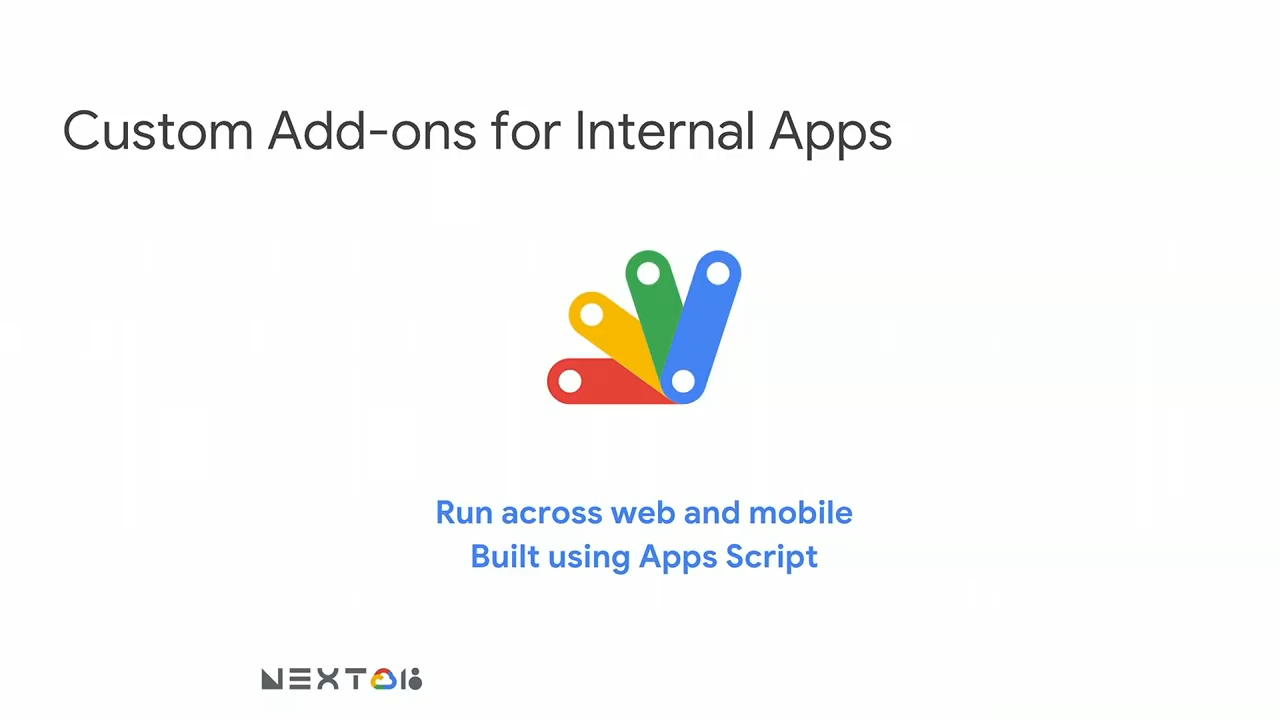 Custom Add-ons for Internal Apps
Run across web and mobile
Built using Apps Script
NEXT 18